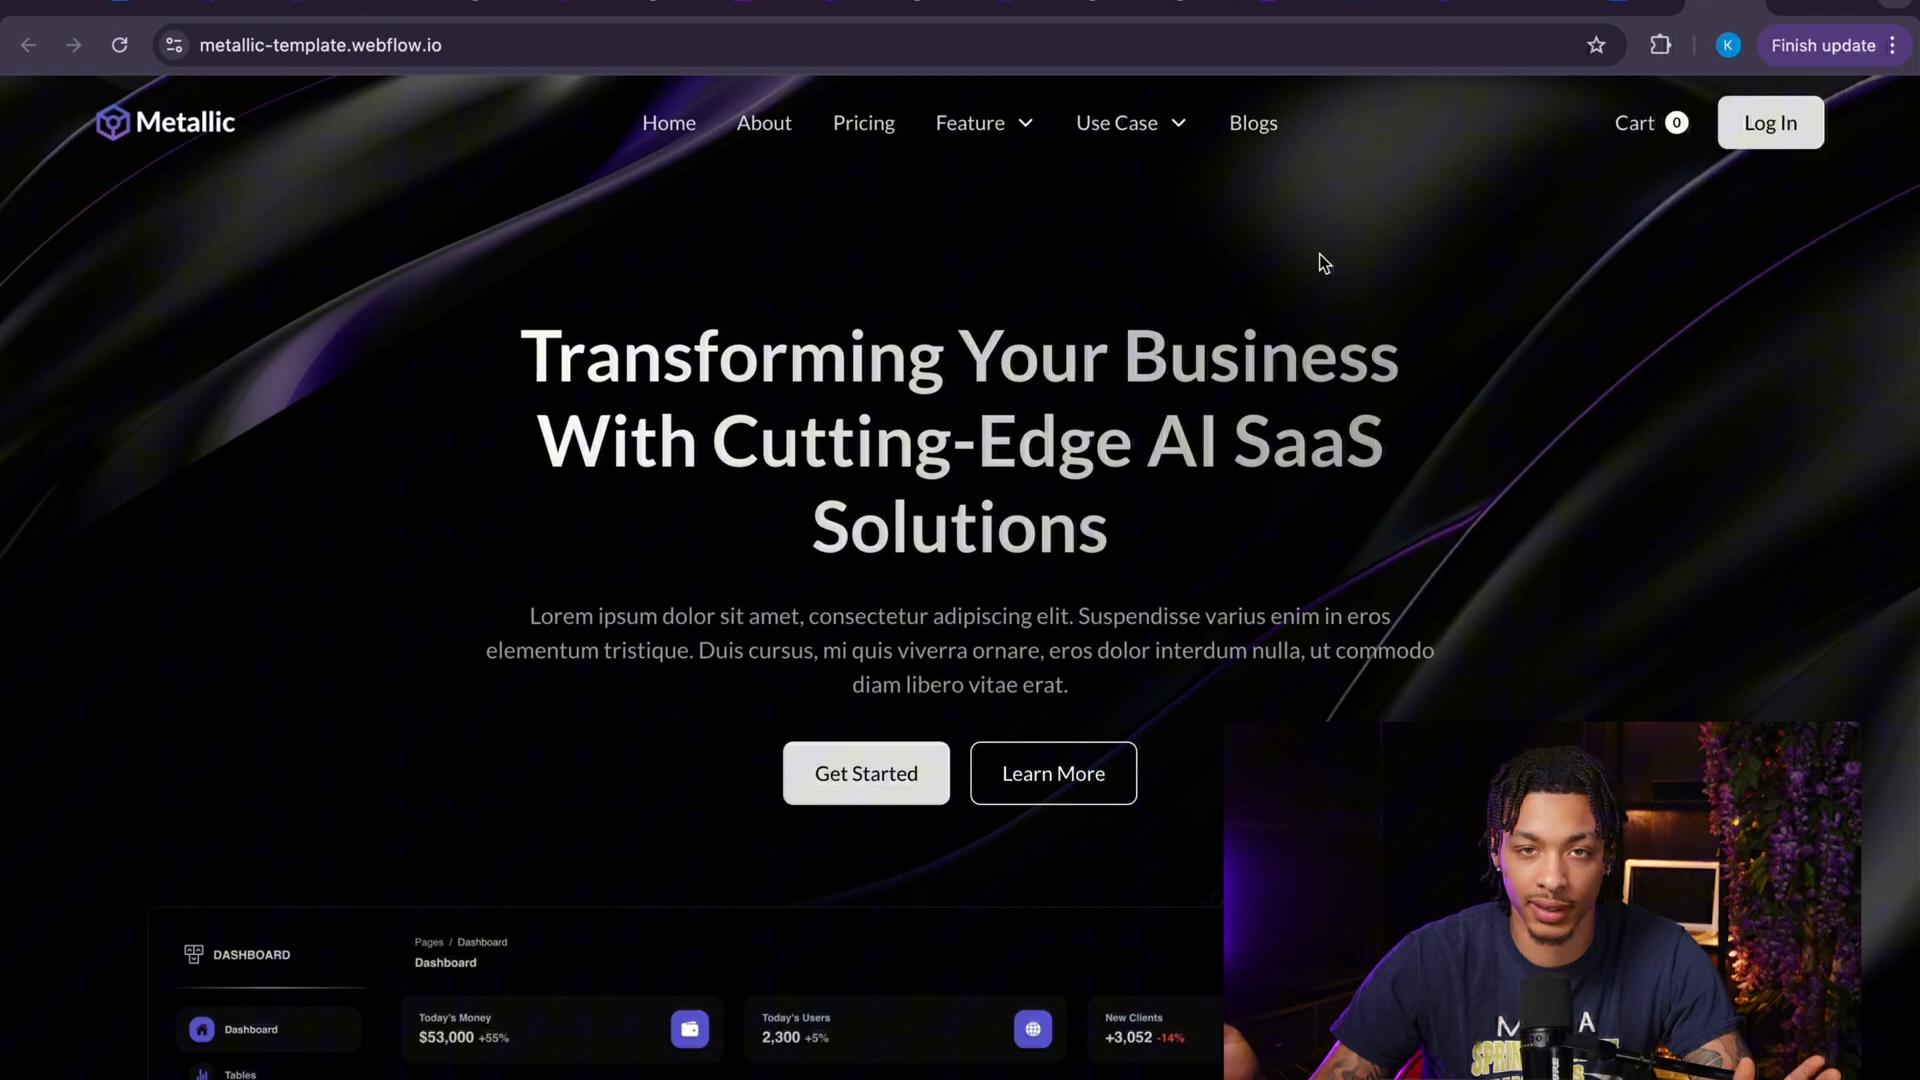 metallic-template.webflow.io
K
Finish update
Metallic
Home
About
Pricing
Feature
Use Case
Blogs
Cart 0
Log In
Transforming Your Business
With Cutting-Edge AI SaaS
Solutions
Lorem ipsum dolor sit amet, consectetur adipiscing elit. Suspendisse varius enim in eros
elementum tristique. Duis cursus, mi quis viverra ornare, eros dolor interdum nulla, ut commodo
diam libero vitae erat.
Get Started
Learn More
DASHBOARD
Pages / Dashboard
Dashboard
Dashboard
Today's Money
$53,000 +55%
Today's Users
2,300 +5%
New Clients
+3,052 -14%
Tables